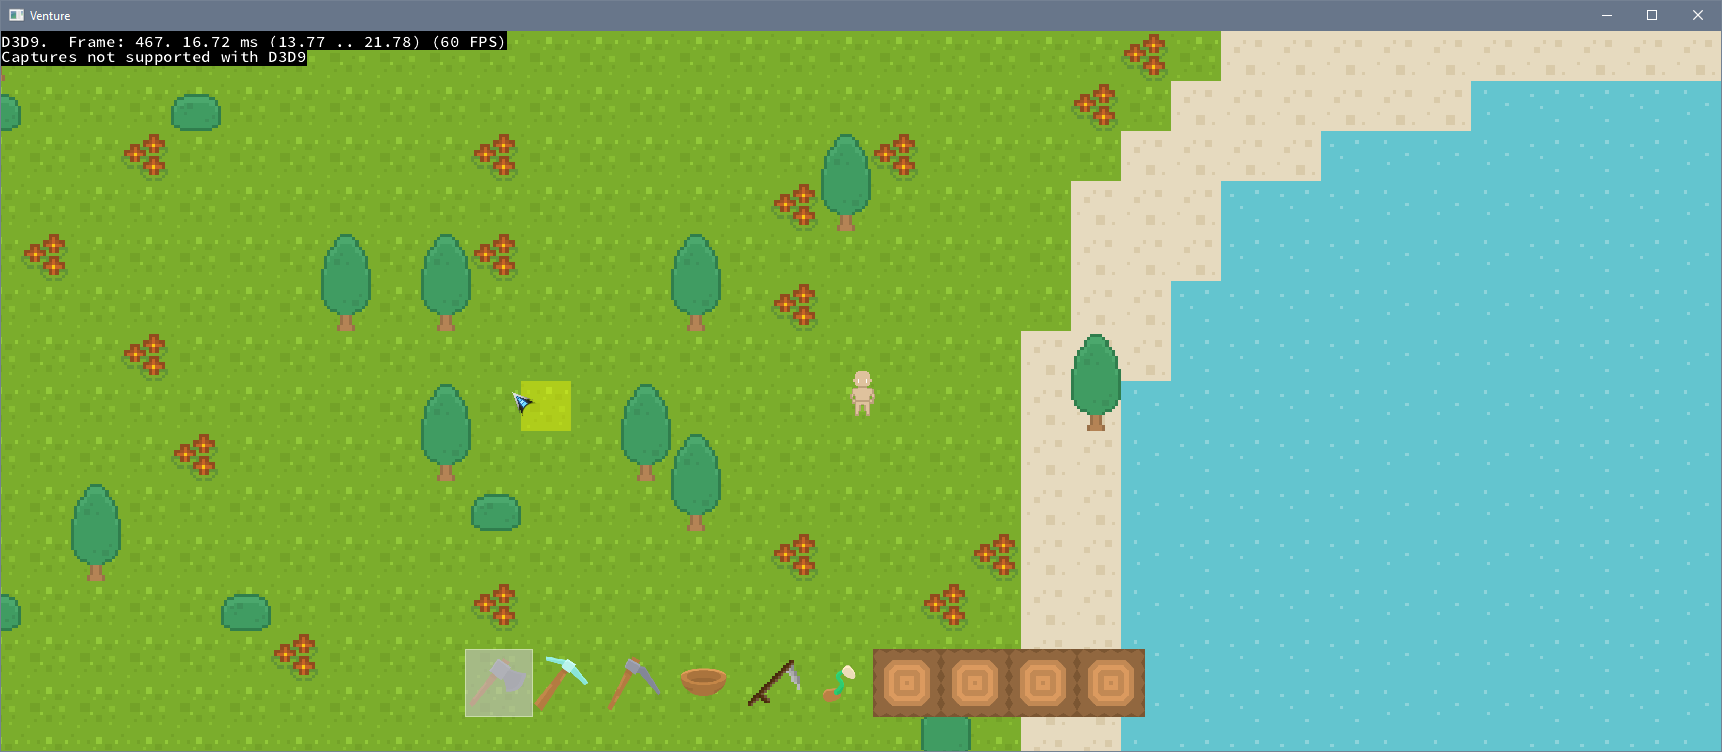 Venture
D3D9.  Frame: 467. 16.72 ms (13.77 .. 21.78) (60 FPS)
Captures not supported with D3D9